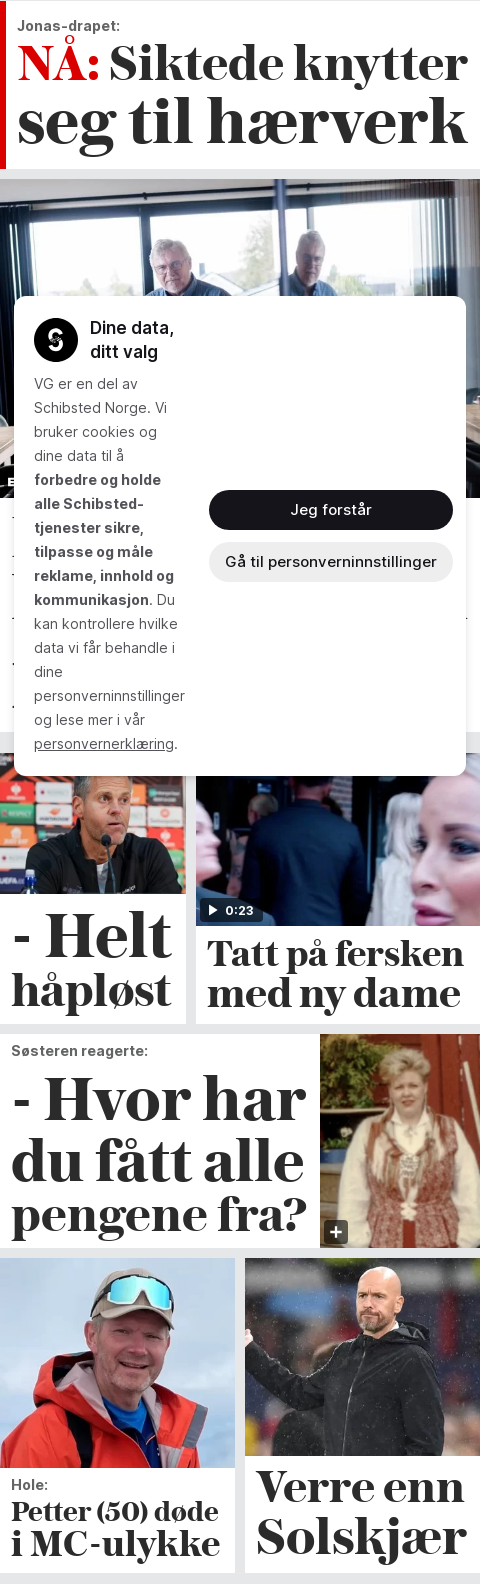 Jonas-drapet:
NÅ: Siktede knytter
seg til hærverk
Dine data,
ditt valg
VG er en del av
Schibsted Norge. Vi
bruker cookies og
dine data til å
forbedre og holde
alle Schibsted-
tjenester sikre,
tilpasse og måle
reklame, innhold og
kommunikasjon. Du
kan kontrollere hvilke
data vi får behandle i
dine
personverninnstillinger
og lese mer i vår
personvernerklæring.
Jeg forstår
Gå til personverninnstillinger
- Helt
håpløst
0:23
Tatt på fersken
med ny dame
Søsteren reagerte:
- Hvor har
du fått alle
pengene fra?
Hole:
Petter (50) døde
i MC-ulykke
Verre enn
Solskjær